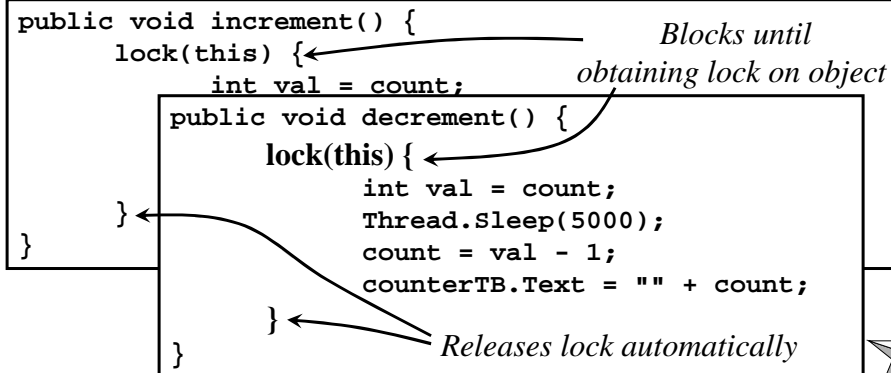 public void increment() {
lock(this) {
int val = count;
Blocks until
obtaining lock on object
public void decrement() {
lock(this) {
int val = count;
Thread.Sleep(5000);
count = val - 1;
counterTB.Text = "" + count;
}
}
}
}
Releases lock automatically